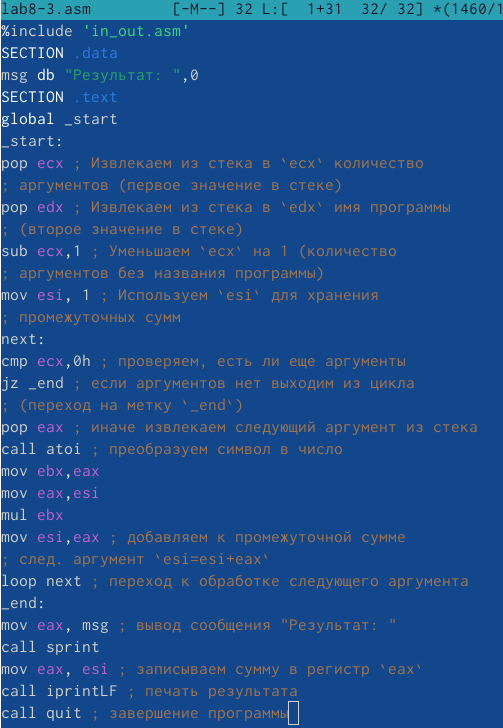 lab8-3.asm [-M--] 32 L:[ 1+31 32/ 32] *(1460/1
%include 'in_out.asm'
SECTION .data
msg db "Результат: ",0
SECTION .text
global _start
_start:
pop ecx ; Извлекаем из стека в `ecx` количество
; аргументов (первое значение в стеке)
pop edx ; Извлекаем из стека в `edx` имя программы
; (второе значение в стеке)
sub ecx,1 ; Уменьшаем `ecx` на 1 (количество
; аргументов без названия программы)
mov esi, 1 ; Используем `esi` для хранения
; промежуточных сумм
next:
cmp ecx,0h ; проверяем, есть ли еще аргументы
jz _end ; если аргументов нет выходим из цикла
; (переход на метку `_end`)
pop eax ; иначе извлекаем следующий аргумент из стека
call atoi ; преобразуем символ в число
mov ebx,eax
mov eax,esi
mul ebx
mov esi,eax ; добавляем к промежуточной сумме
; след. аргумент `esi=esi+eax`
loop next ; переход к обработке следующего аргумента
_end:
mov eax, msg ; вывод сообщения "Результат: "
call sprint
mov eax, esi ; записываем сумму в регистр `eax`
call iprintLF ; печать результата
call quit ; завершение программы